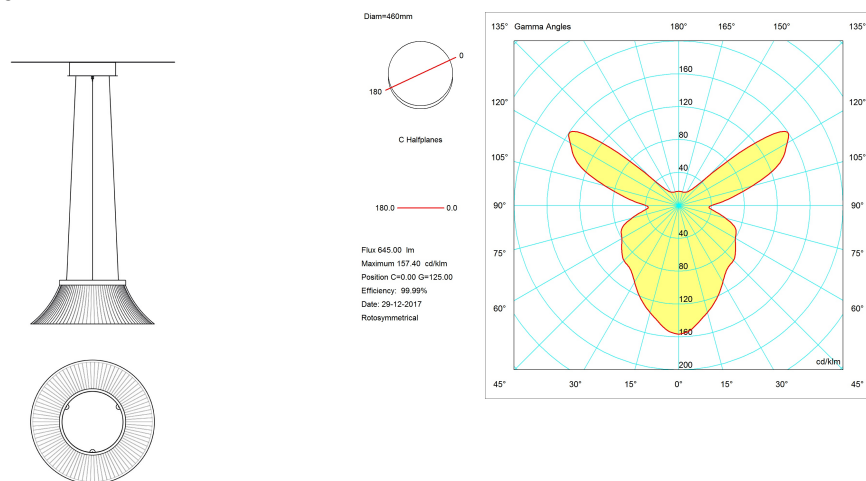 Diam=460mm
0
180
C Halfplanes
180.0
0.0
Flux 645.00 lm
Maximum 157.40 cd/klm
Position C=0.00 G=125.00
Efficiency: 99.99%
Date: 29-12-2017
Rotosymmetrical
135° Gamma Angles 180° 165° 150° 135°
160
120° 120 120°
80
105° 40 105°
90° 90°
40
75° 75°
80
60° 120 60°
160
cd/klm
200
45° 30° 15° 0° 15° 30° 45°